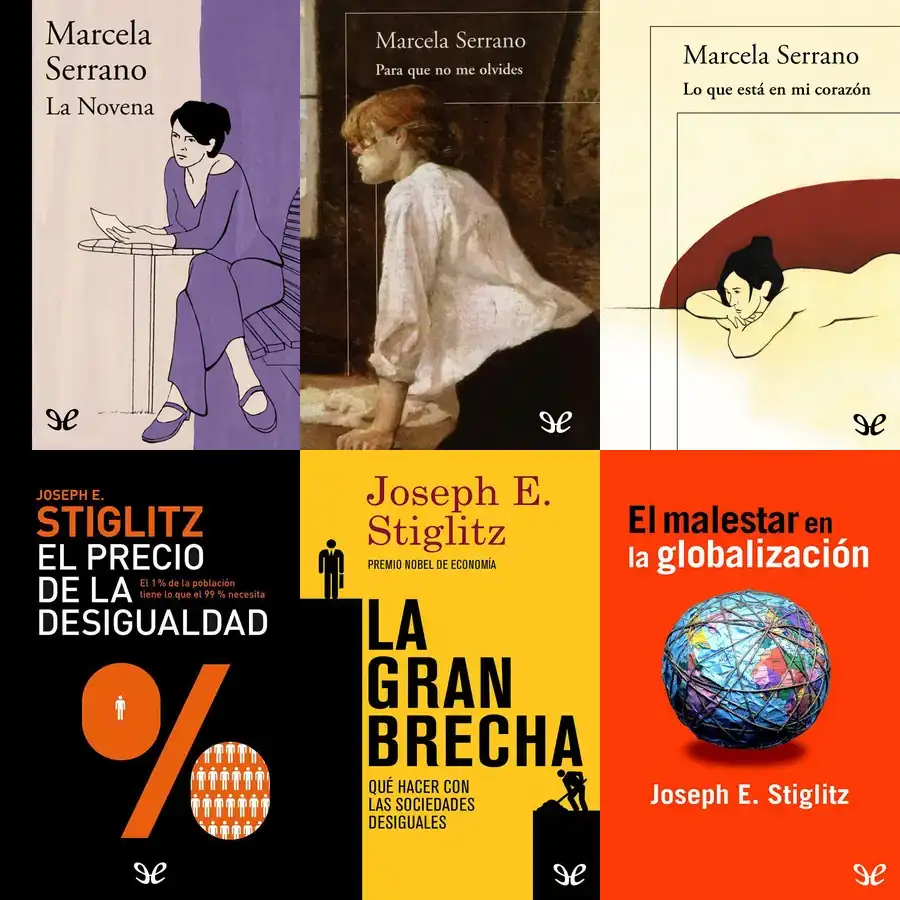 Marcela
Serrano
La Novena
Marcela Serrano
Para que no me olvides
Marcela Serrano
Lo que está en mi corazón
JOSEPH E.
STIGLITZ
EL PRECIO
DE LA
El 1% de la población
tiene lo que el 99 % necesita
DESIGUALDAD
%
Joseph E.
Stiglitz
PREMIO NOBEL DE ECONOMÍA
LA
GRAN
BRECHA
QUÉ HACER CON
LAS SOCIEDADES
DESIGUALES
El malestar en
la globalización
Joseph E. Stiglitz